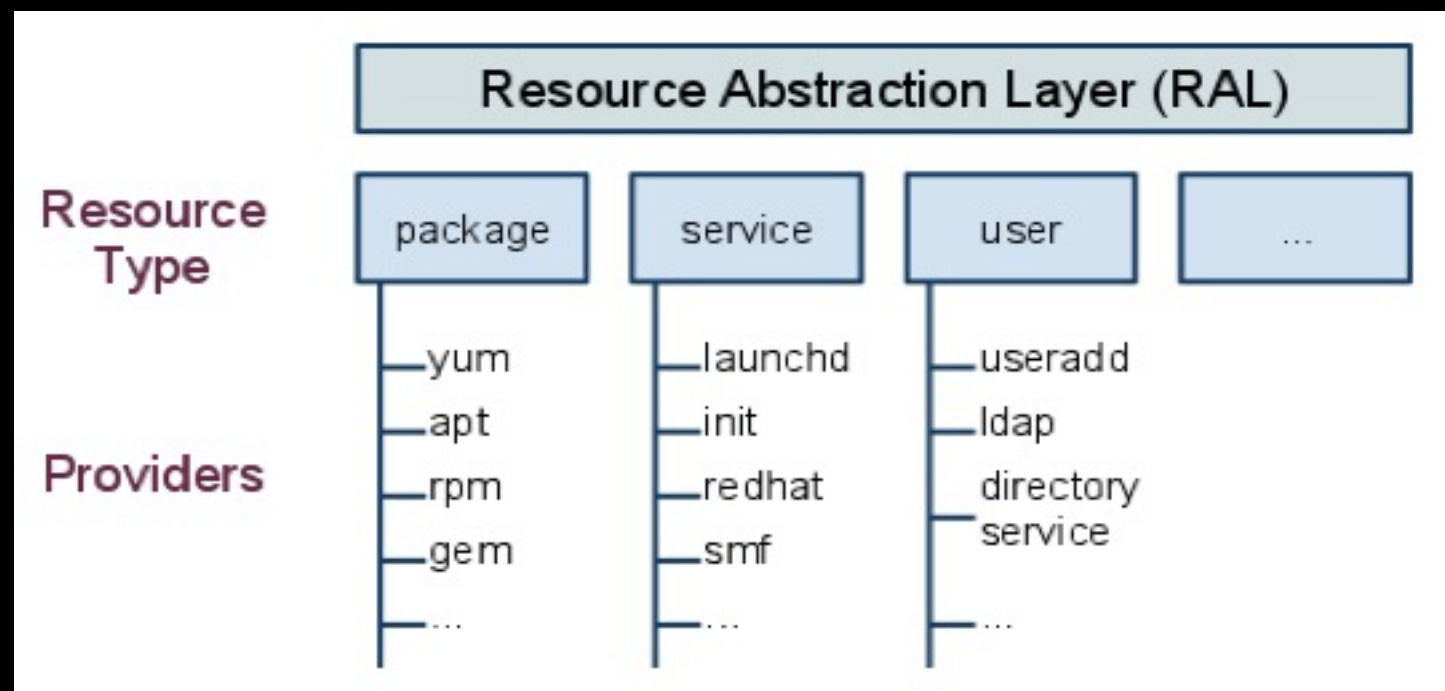 Resource Abstraction Layer (RAL)
Resource
Type
package
service
user
...
Providers
yum
apt
rpm
gem
...
launchd
init
redhat
smf
...
useradd
ldap
directory
service
...